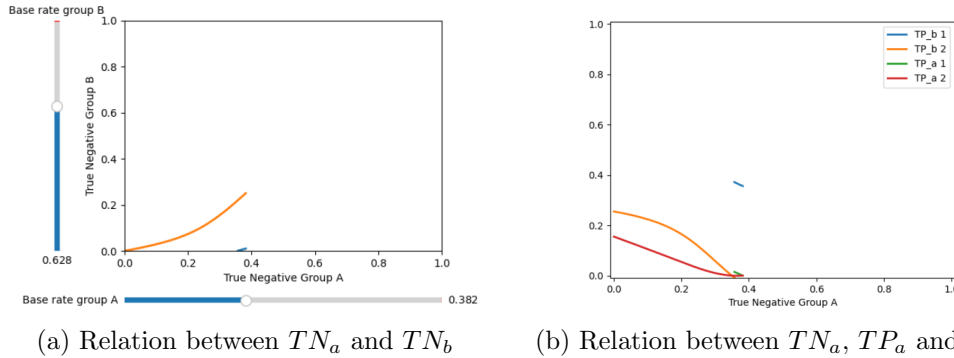 Base rate group B
1.0
0.8
0.6
0.4
0.2
0.0
True Negative Group B
0.0 0.2 0.4 0.6 0.8 1.0
True Negative Group A
0.628
Base rate group A
0.382
(a) Relation between TN_a and TN_b
1.0
0.8
0.6
0.4
0.2
0.0
TP_b 1
TP_b 2
TP_a 1
TP_a 2
0.0 0.2 0.4 0.6 0.8 1.0
True Negative Group A
(b) Relation between TN_a, TP_a and